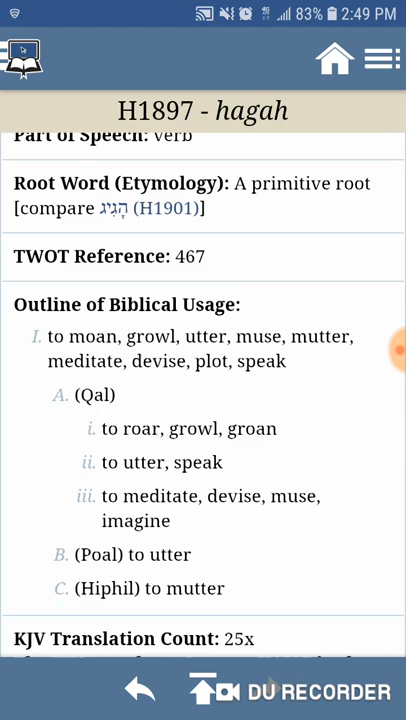 83% 2:49 PM
H1897 - hagah
Part of Speech: verb
Root Word (Etymology): A primitive root
[compare הָגִיג (H1901)]
TWOT Reference: 467
Outline of Biblical Usage:
I. to moan, growl, utter, muse, mutter,
meditate, devise, plot, speak
A. (Qal)
i. to roar, growl, groan
ii. to utter, speak
iii. to meditate, devise, muse,
imagine
B. (Poal) to utter
C. (Hiphil) to mutter
KJV Translation Count: 25x
DU RECORDER